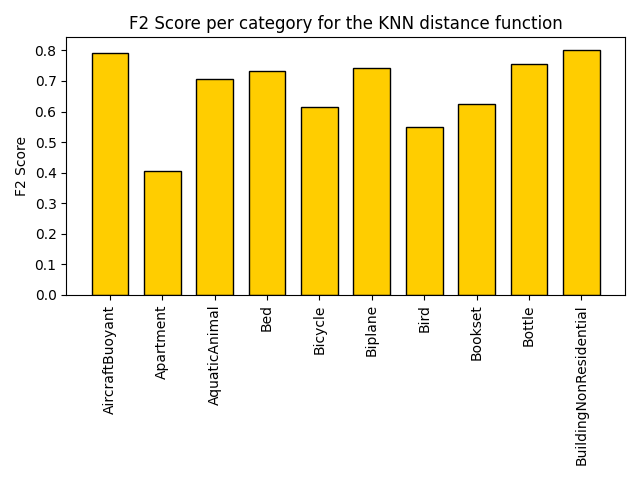 F2 Score per category for the KNN distance function
F2 Score
0.8
0.7
0.6
0.5
0.4
0.3
0.2
0.1
0.0
AircraftBuoyant
Apartment
AquaticAnimal
Bed
Bicycle
Biplane
Bird
Bookset
Bottle
BuildingNonResidential